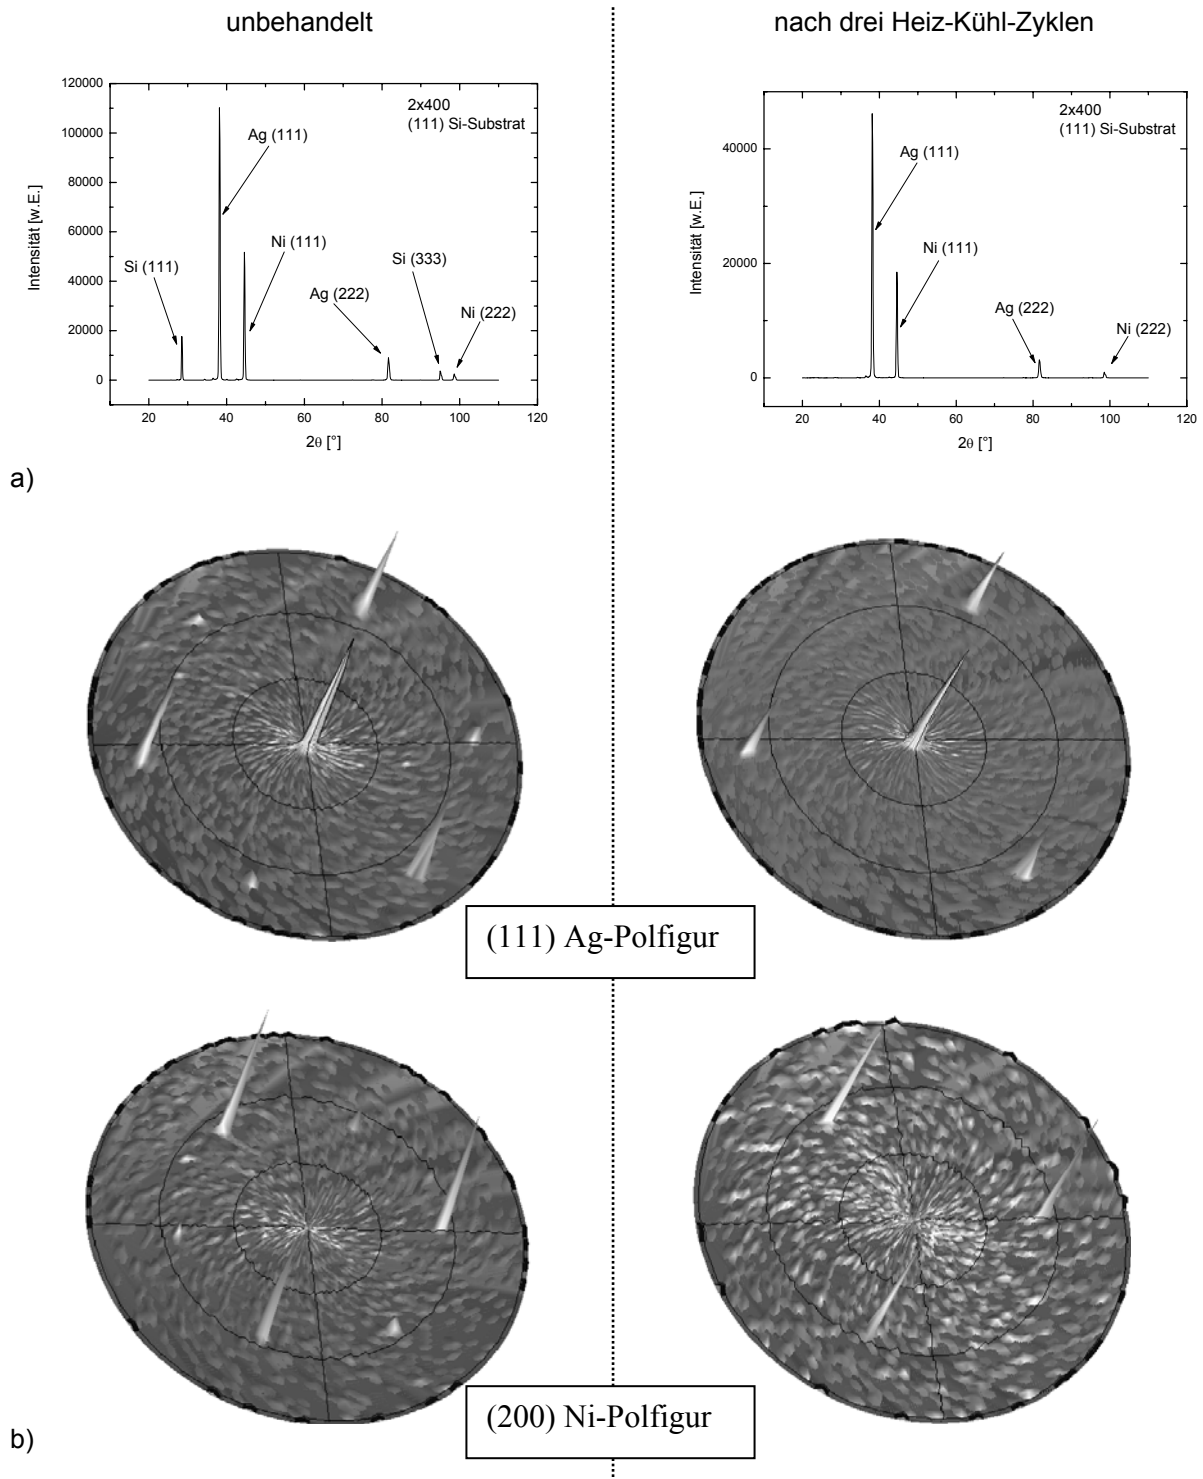 unbehandelt
nach drei Heiz-Kühl-Zyklen
120000
100000
80000
60000
40000
20000
0
Intensität [w.E.]
2x400
(111) Si-Substrat
Ag (111)
Ni (111)
Si (111)
Si (333)
Ag (222)
Ni (222)
20 40 60 80 100 120
2θ [°]
40000
20000
0
Intensität [w.E.]
2x400
(111) Si-Substrat
Ag (111)
Ni (111)
Ag (222)
Ni (222)
20 40 60 80 100 120
2θ [°]
a)
(111) Ag-Polfigur
(200) Ni-Polfigur
b)